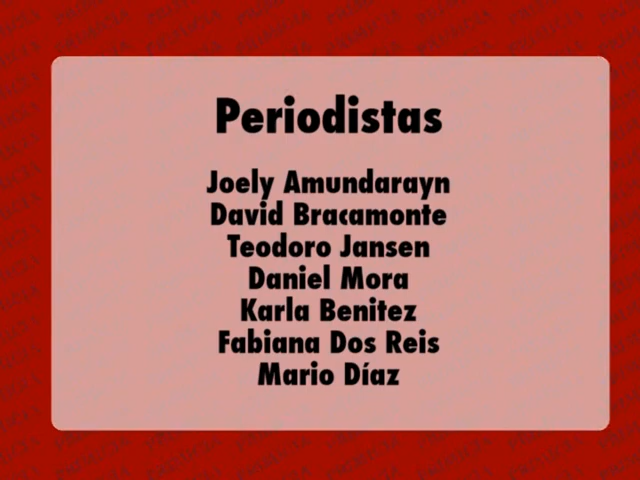 Periodistas
Joely Amundarayn
David Bracamonte
Teodoro Jansen
Daniel Mora
Karla Benitez
Fabiana Dos Reis
Mario Díaz